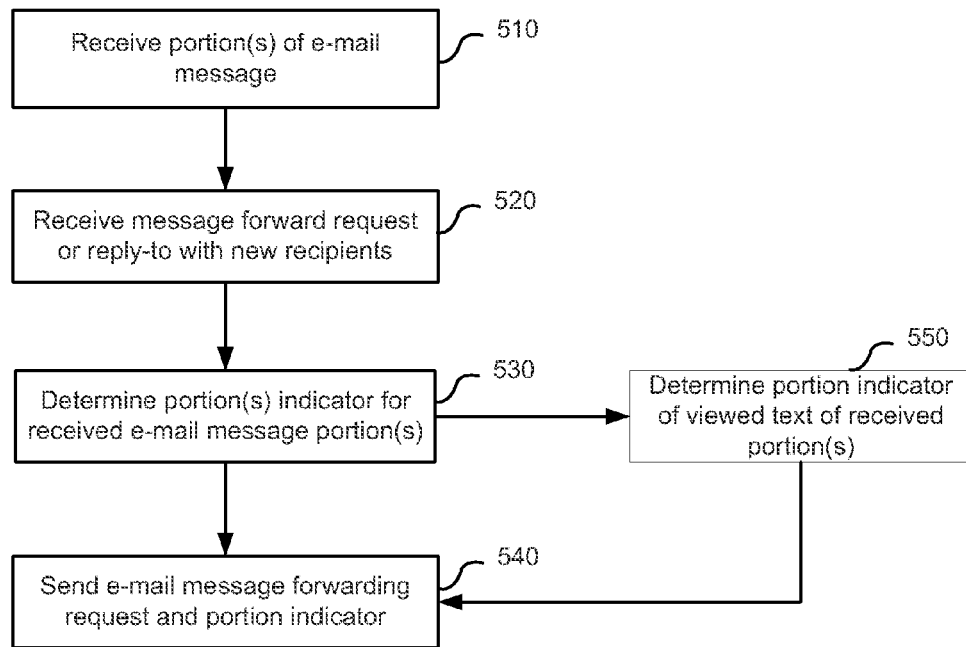 Receive portion(s) of e-mail
message
510
Receive message forward request
or reply-to with new recipients
520
Determine portion(s) indicator for
received e-mail message portion(s)
530
Determine portion indicator
of viewed text of received
portion(s)
550
Send e-mail message forwarding
request and portion indicator
540